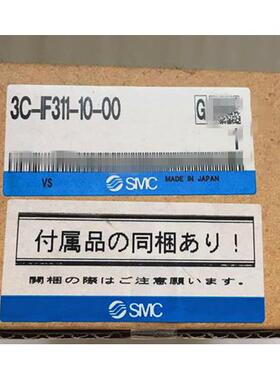 3C-IF311-10-00
G
VS
SMC
MADE IN JAPAN
付属品の同梱あり!
開梱の際はご注意願います。
SMC